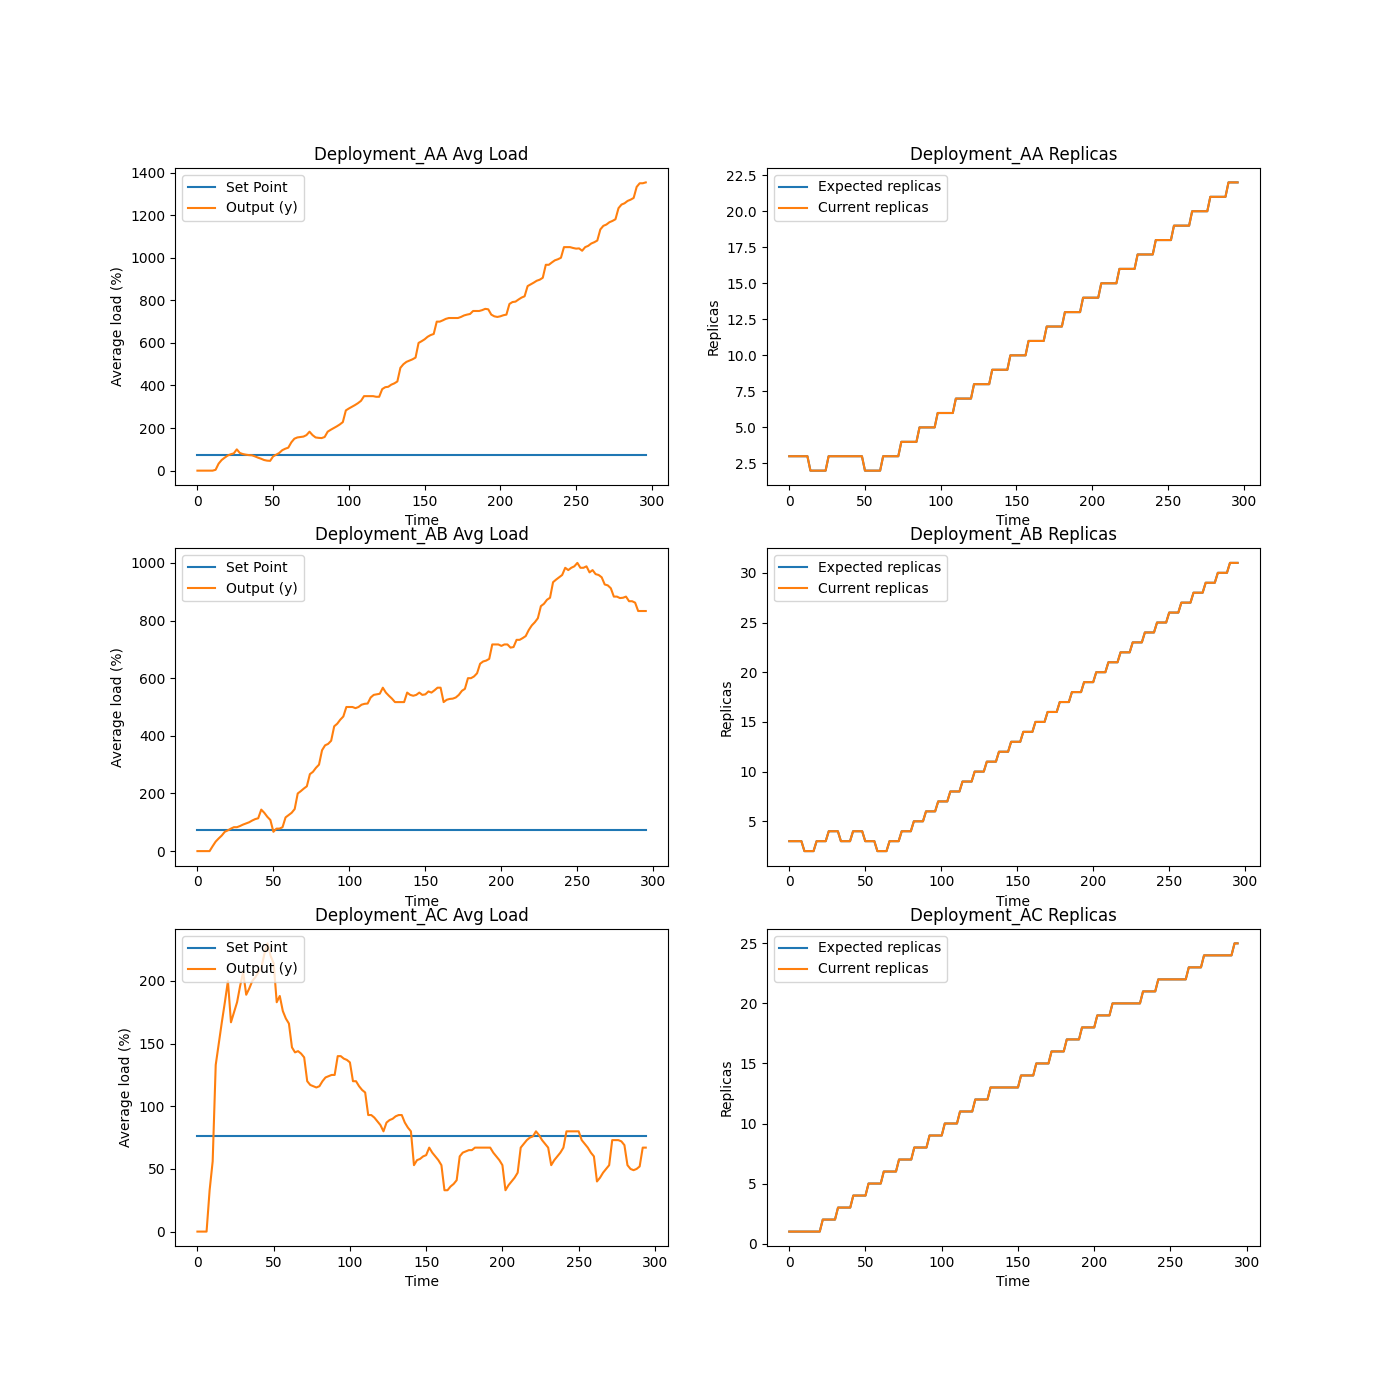 Deployment_AA Avg Load
Set Point
Output (y)
Average load (%)
1400
1200
1000
800
600
400
200
0
0 50 100 150 200 250 300
Time
Deployment_AA Replicas
Expected replicas
Current replicas
Replicas
22.5
20.0
17.5
15.0
12.5
10.0
7.5
5.0
2.5
0 50 100 150 200 250 300
Time
Deployment_AB Avg Load
Set Point
Output (y)
Average load (%)
1000
800
600
400
200
0
0 50 100 150 200 250 300
Time
Deployment_AB Replicas
Expected replicas
Current replicas
Replicas
30
25
20
15
10
5
0 50 100 150 200 250 300
Time
Deployment_AC Avg Load
Set Point
Output (y)
Average load (%)
200
150
100
50
0
0 50 100 150 200 250 300
Time
Deployment_AC Replicas
Expected replicas
Current replicas
Replicas
25
20
15
10
5
0
0 50 100 150 200 250 300
Time